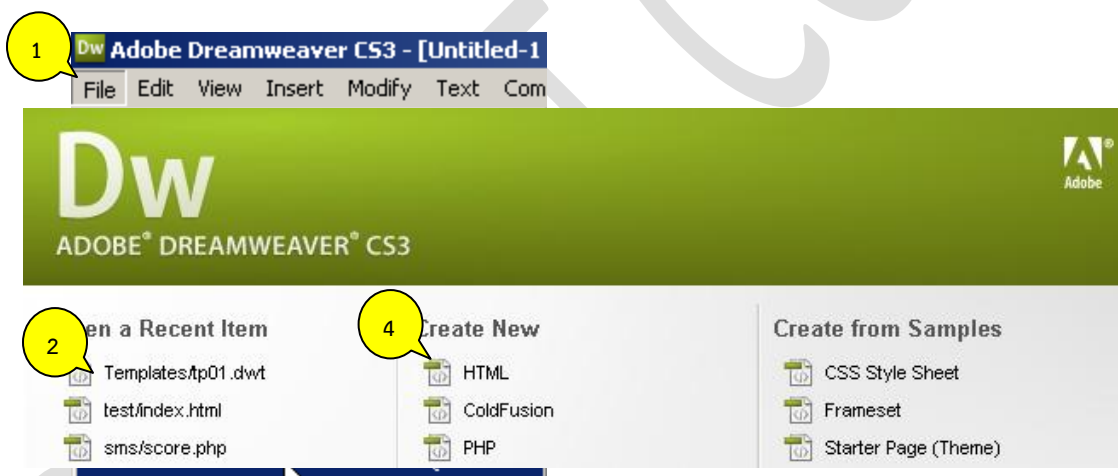 1
Dw Adobe Dreamweaver CS3 - [Untitled-1
File Edit View Insert Modify Text Com
Dw
Adobe
ADOBE® DREAMWEAVER® CS3
2
en a Recent Item
Templates/tp01.dwt
test/index.html
sms/score.php
4
Create New
HTML
ColdFusion
PHP
Create from Samples
CSS Style Sheet
Frameset
Starter Page (Theme)